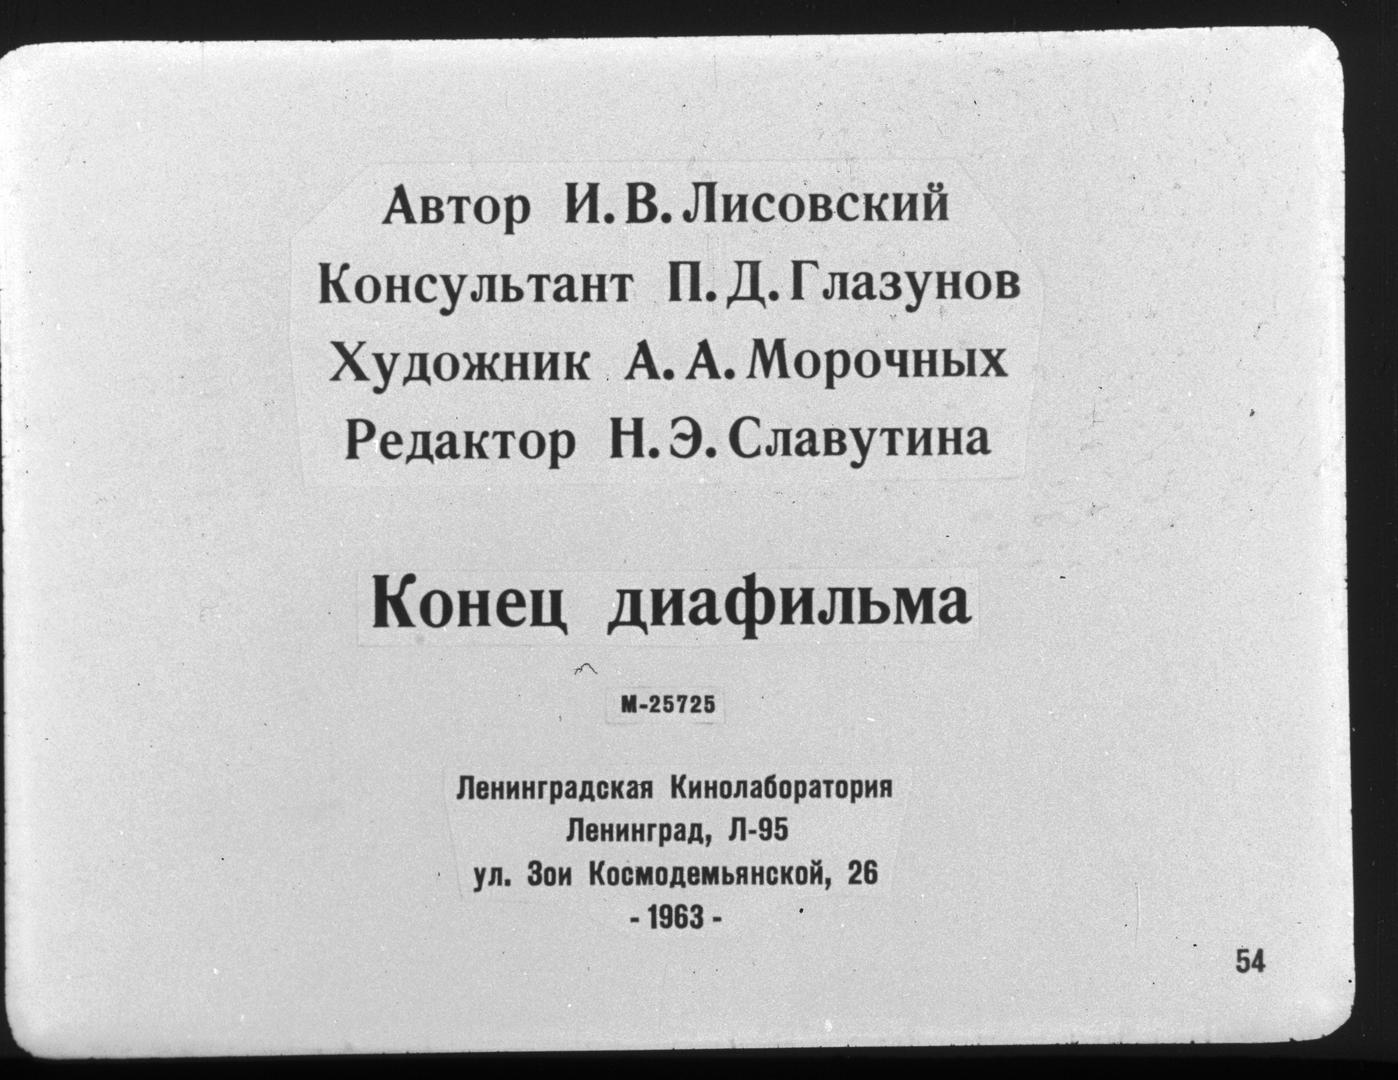 Автор И. В. Лисовский
Консультант П. Д. Глазунов
Художник А. А. Морочных
Редактор Н. Э. Славутина
Конец диафильма
М-25725
Ленинградская Кинолаборатория
Ленинград, Л-95
ул. Зои Космодемьянской, 26
- 1963 -
54